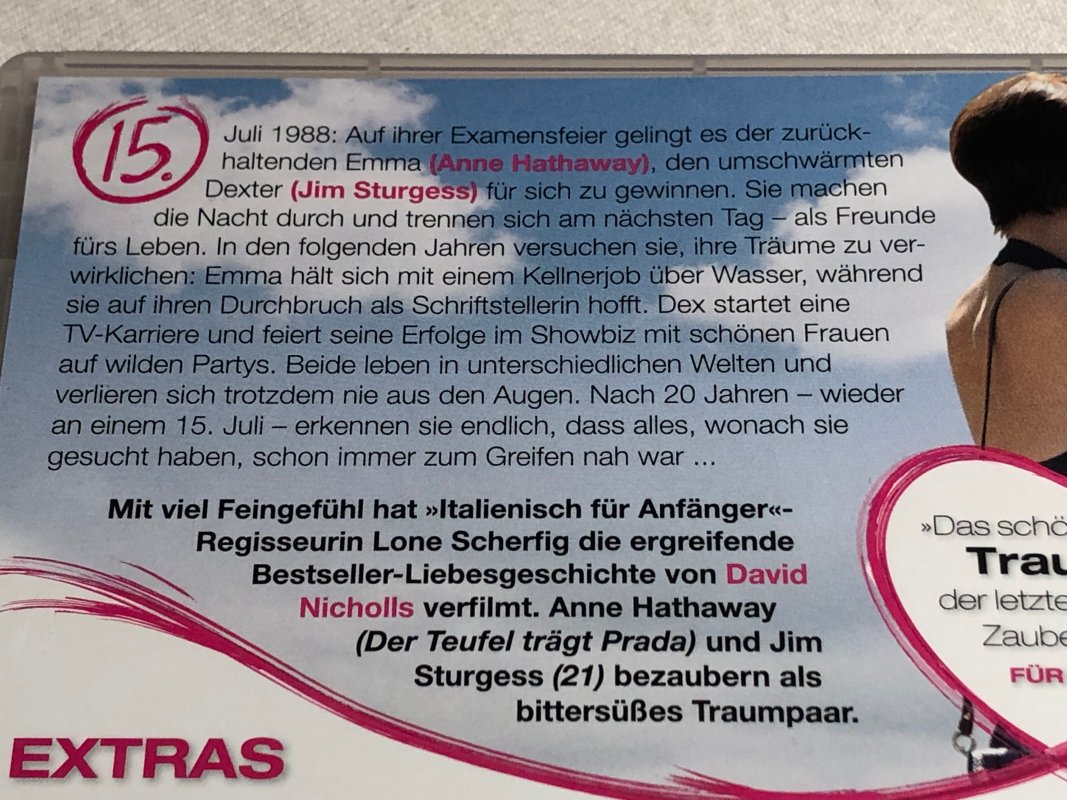 15. Juli 1988: Auf ihrer Examensfeier gelingt es der zurück-
haltenden Emma (Anne Hathaway), den umschwärmten
Dexter (Jim Sturgess) für sich zu gewinnen. Sie machen
die Nacht durch und trennen sich am nächsten Tag – als Freunde
fürs Leben. In den folgenden Jahren versuchen sie, ihre Träume zu ver-
wirklichen: Emma hält sich mit einem Kellnerjob über Wasser, während
sie auf ihren Durchbruch als Schriftstellerin hofft. Dex startet eine
TV-Karriere und feiert seine Erfolge im Showbiz mit schönen Frauen
auf wilden Partys. Beide leben in unterschiedlichen Welten und
verlieren sich trotzdem nie aus den Augen. Nach 20 Jahren – wieder
an einem 15. Juli – erkennen sie endlich, dass alles, wonach sie
gesucht haben, schon immer zum Greifen nah war ...
Mit viel Feingefühl hat »Italienisch für Anfänger«-
Regisseurin Lone Scherfig die ergreifende
Bestseller-Liebesgeschichte von David
Nicholls verfilmt. Anne Hathaway
(Der Teufel trägt Prada) und Jim
Sturgess (21) bezaubern als
bittersüßes Traumpaar.
»Das schö
Trau
der letzte
Zaube
FÜR
EXTRAS